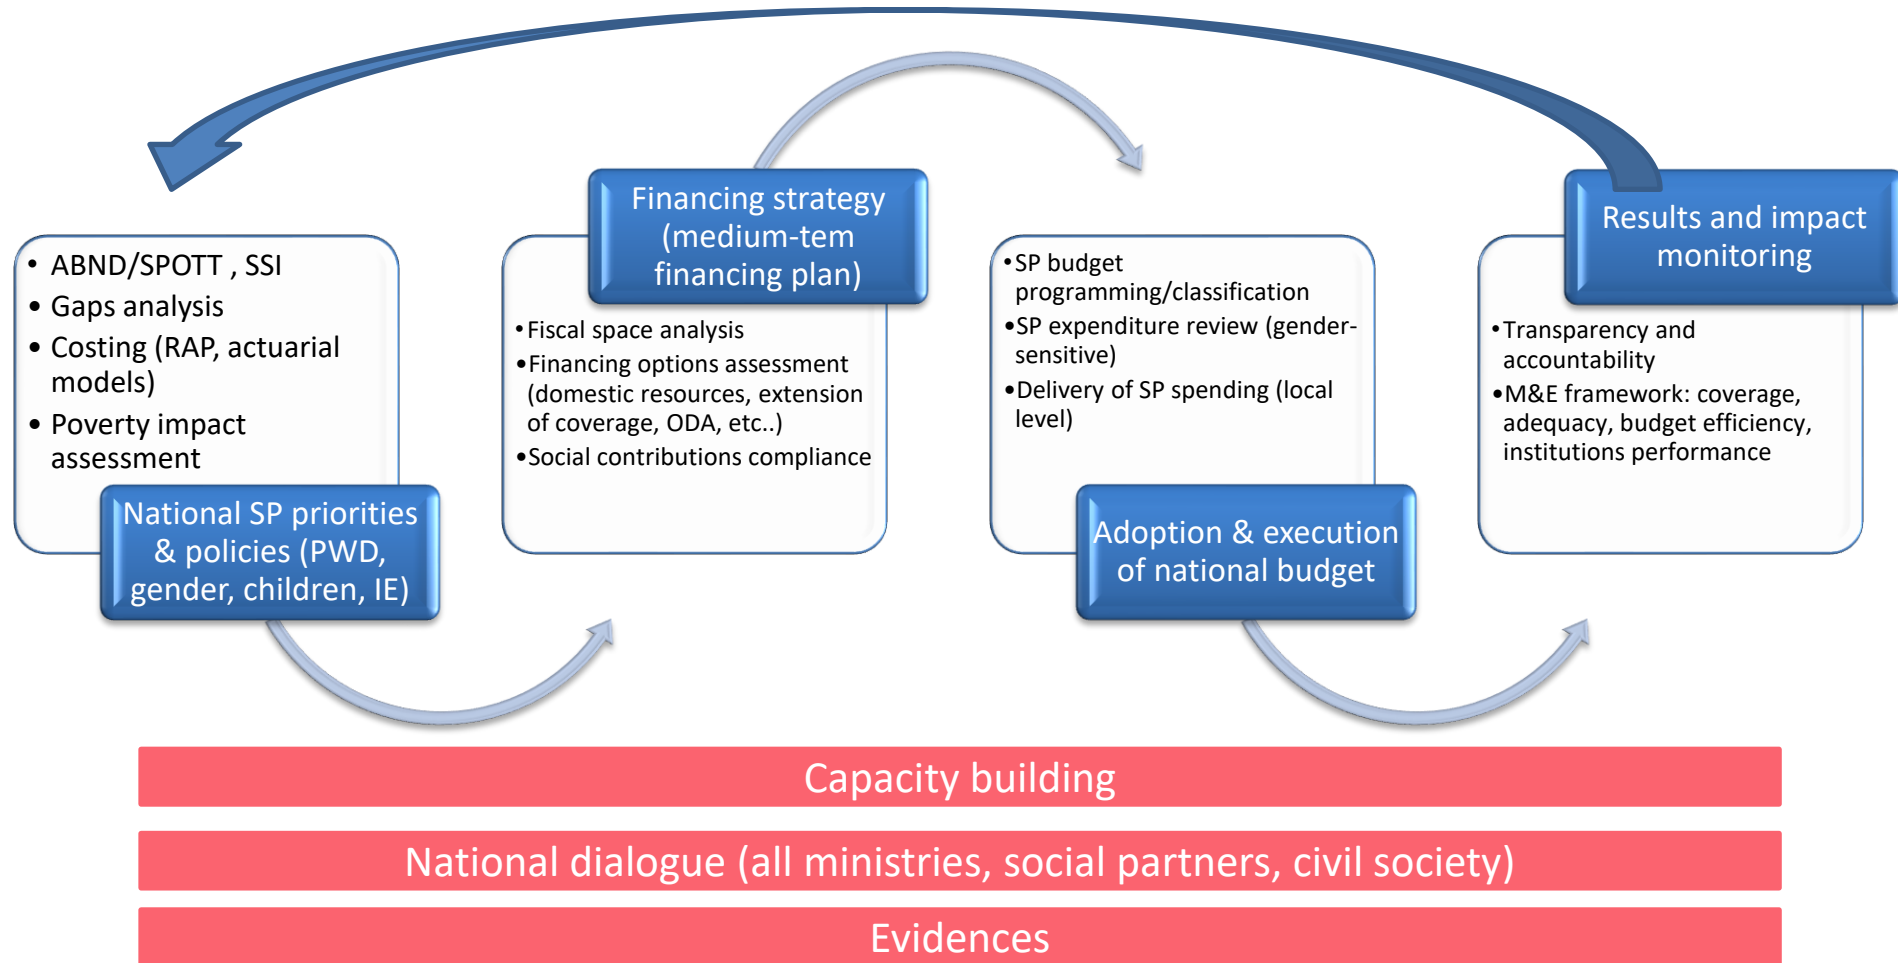 • ABND/SPOTT , SSI
• Gaps analysis
• Costing (RAP, actuarial
models)
• Poverty impact
assessment
National SP priorities
& policies (PWD,
gender, children, IE)
Financing strategy
(medium-tem
financing plan)
• Fiscal space analysis
•Financing options assessment
(domestic resources, extension
of coverage, ODA, etc..)
•Social contributions compliance
•SP budget
programming/classification
•SP expenditure review (gender-
sensitive)
•Delivery of SP spending (local
level)
Adoption & execution
of national budget
Results and impact
monitoring
•Transparency and
accountability
•M&E framework: coverage,
adequacy, budget efficiency,
institutions performance
Capacity building
National dialogue (all ministries, social partners, civil society)
Evidences